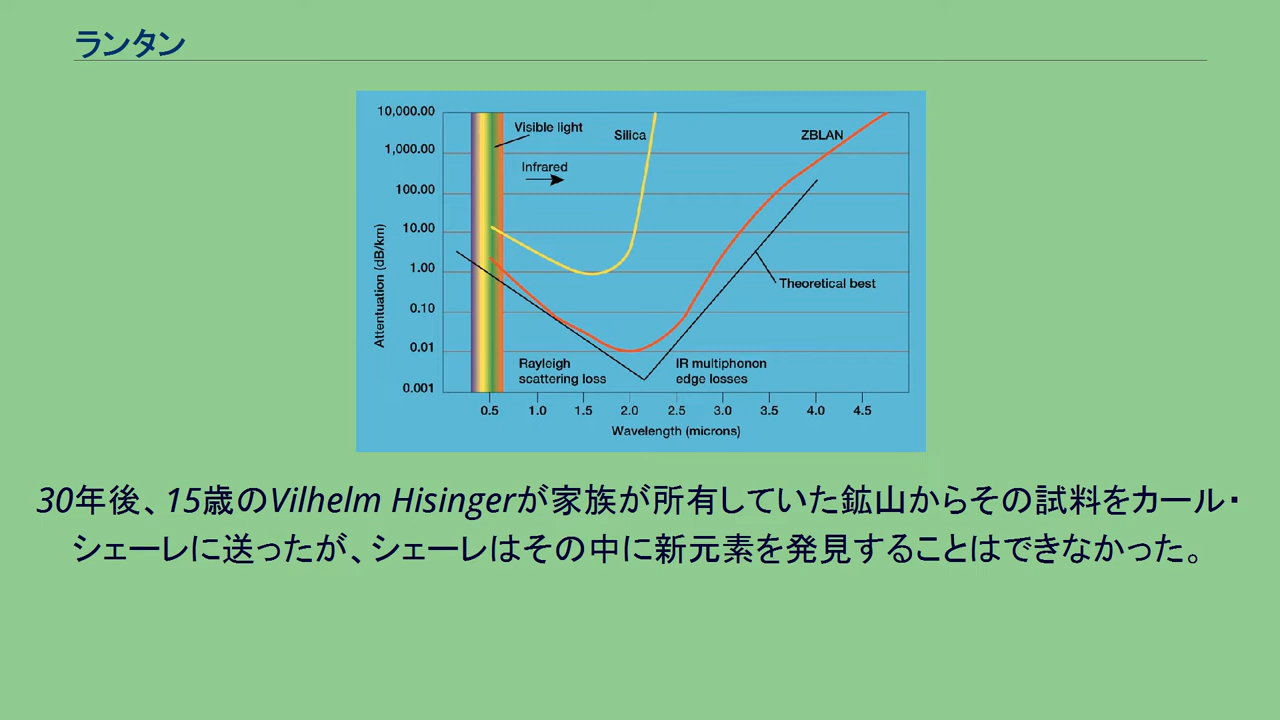 ランタン
10,000.00
1,000.00
100.00
10.00
1.00
0.10
0.01
0.001
Attentuation (dB/km)
Visible light
Infrared
Silica
ZBLAN
Theoretical best
Rayleigh
scattering loss
IR multiphonon
edge losses
0.5 1.0 1.5 2.0 2.5 3.0 3.5 4.0 4.5
Wavelength (microns)
30年後、15歳のVilhelm Hisingerが家族が所有していた鉱山からその試料をカール・
シェーレに送ったが、シェーレはその中に新元素を発見することはできなかった。